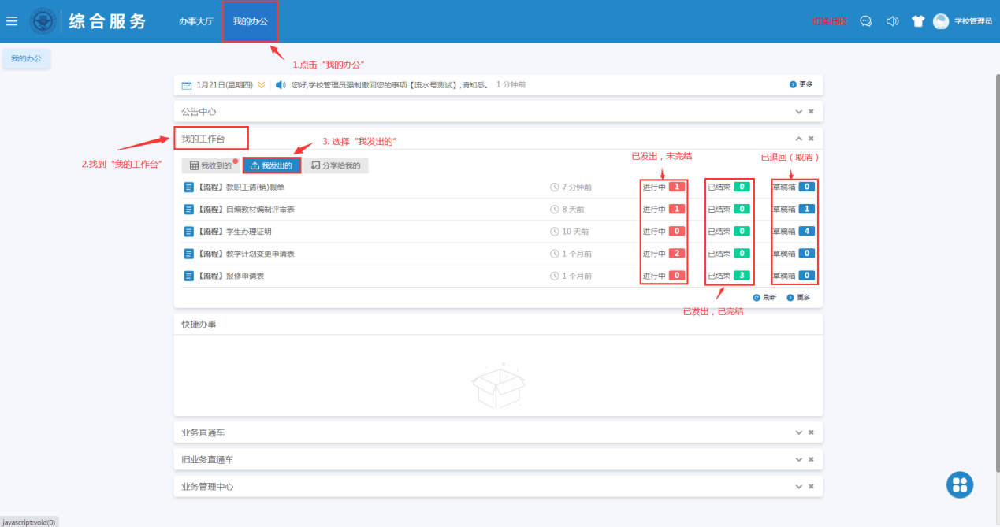 综合服务 办事大厅 我的办公 切换旧版 学校管理员
1.点击“我的办公”
我的办公
1月21日(星期四) 您好,学校管理员强制撤回您的事项【流水号测试】,请知悉。 1 分钟前 更多
公告中心
我的工作台
2.找到“我的工作台”
3. 选择“我发出的”
已发出，未完结
已退回（取消）
我收到的 我发出的 分享给我的
【流程】教职工请(销)假单 7 分钟前 进行中 1 已结束 0 草稿箱 0
【流程】自编教材编制评审表 8 天前 进行中 1 已结束 0 草稿箱 1
【流程】学生办理证明 10 天前 进行中 0 已结束 0 草稿箱 4
【流程】教学计划变更申请表 1 个月前 进行中 2 已结束 0 草稿箱 0
【流程】报修申请表 1 个月前 进行中 0 已结束 3 草稿箱 0
刷新 更多
已发出，已完结
快捷办事
业务直通车
旧业务直通车
业务管理中心
javascript:void(0)